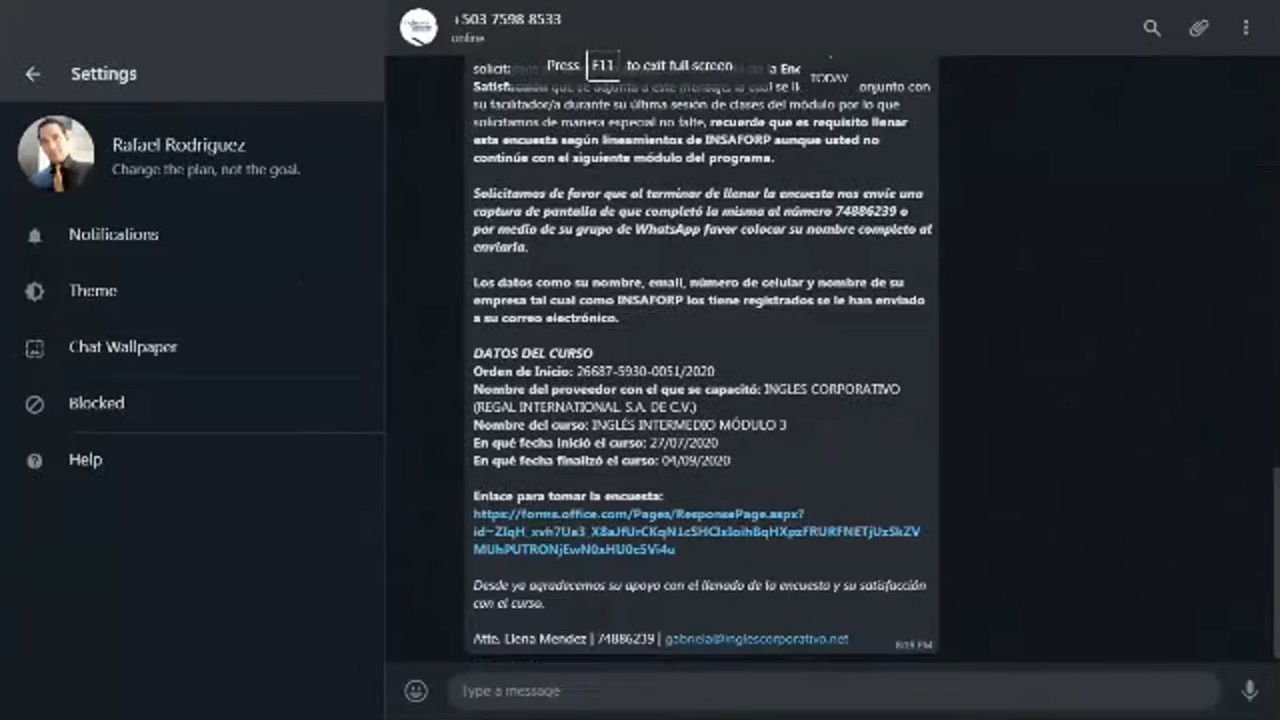 Settings
Rafael Rodriguez
Change the plan, not the goal.
Notifications
Theme
Chat Wallpaper
Blocked
Help
+503 7598 8533
online
Press F11 to exit full screen
TODAY
la Enc
se ll
onjunto con
su facilitador/a durante su última sesión de clases del módulo por lo que
solicitamos de manera especial no falte, recuerde que es requisito llenar
esta encuesta según lineamientos de INSAFORP aunque usted no
continúe con el siguiente módulo del programa.
Solicitamos de favor que al terminar de llenar la encuesta nos envíe una
captura de pantalla de que completó la misma al número 74886239 o
por medio de su grupo de WhatsApp favor colocar su nombre completo al
enviarla.
Los datos como su nombre, email, número de celular y nombre de su
empresa tal cual como INSAFORP los tiene registrados se le han enviado
a su correo electrónico.
DATOS DEL CURSO
Orden de Inicio: 26687-5930-0051/2020
Nombre del proveedor con el que se capacitó: INGLES CORPORATIVO
(REGAL INTERNATIONAL S.A. DE C.V.)
Nombre del curso: INGLÉS INTERMEDIO MÓDULO 3
En qué fecha inició el curso: 27/07/2020
En qué fecha finalizó el curso: 04/09/2020
Enlace para tomar la encuesta:
https://forms.office.com/Pages/ResponsePage.aspx?
Desde ya agradecemos su apoyo con el llenado de la encuesta y su satisfacción
con el curso.
Atte. Elena Mendez | 74886239 | gabriela@inglescorporativo.net
Type a message